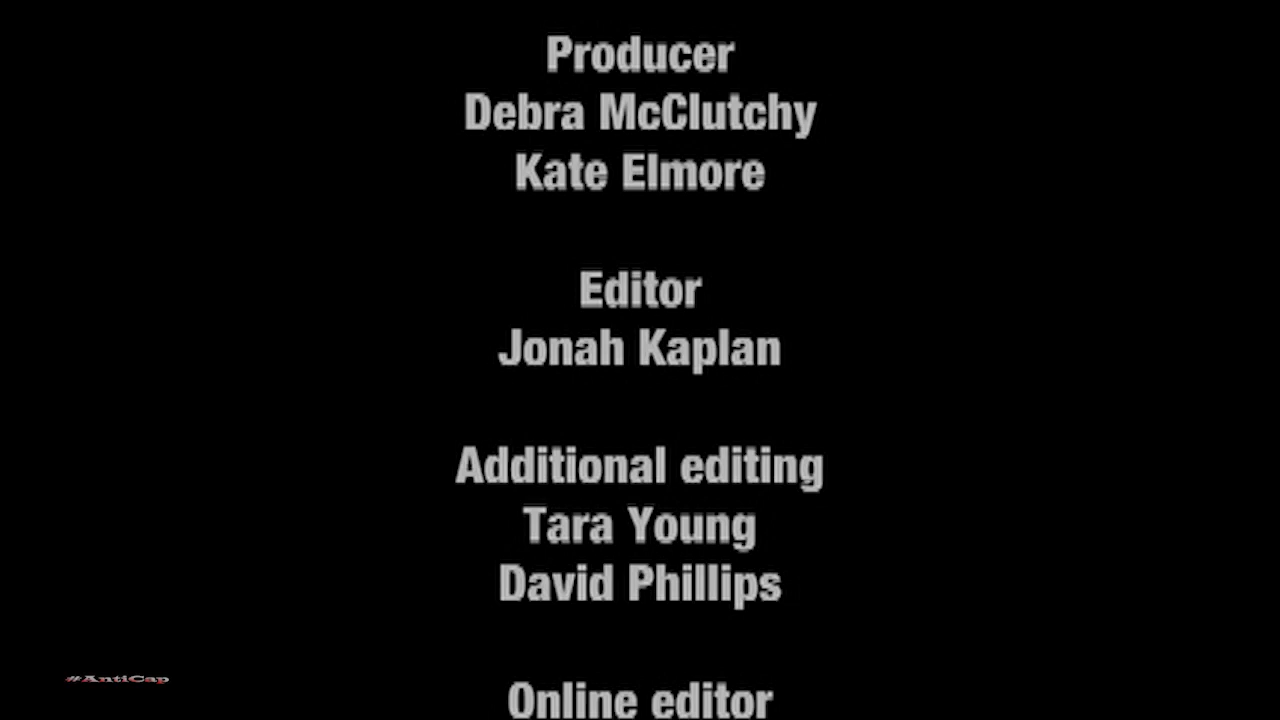 Producer
Debra McClutchy
Kate Elmore
Editor
Jonah Kaplan
Additional editing
Tara Young
David Phillips
#AntiCap
Online editor